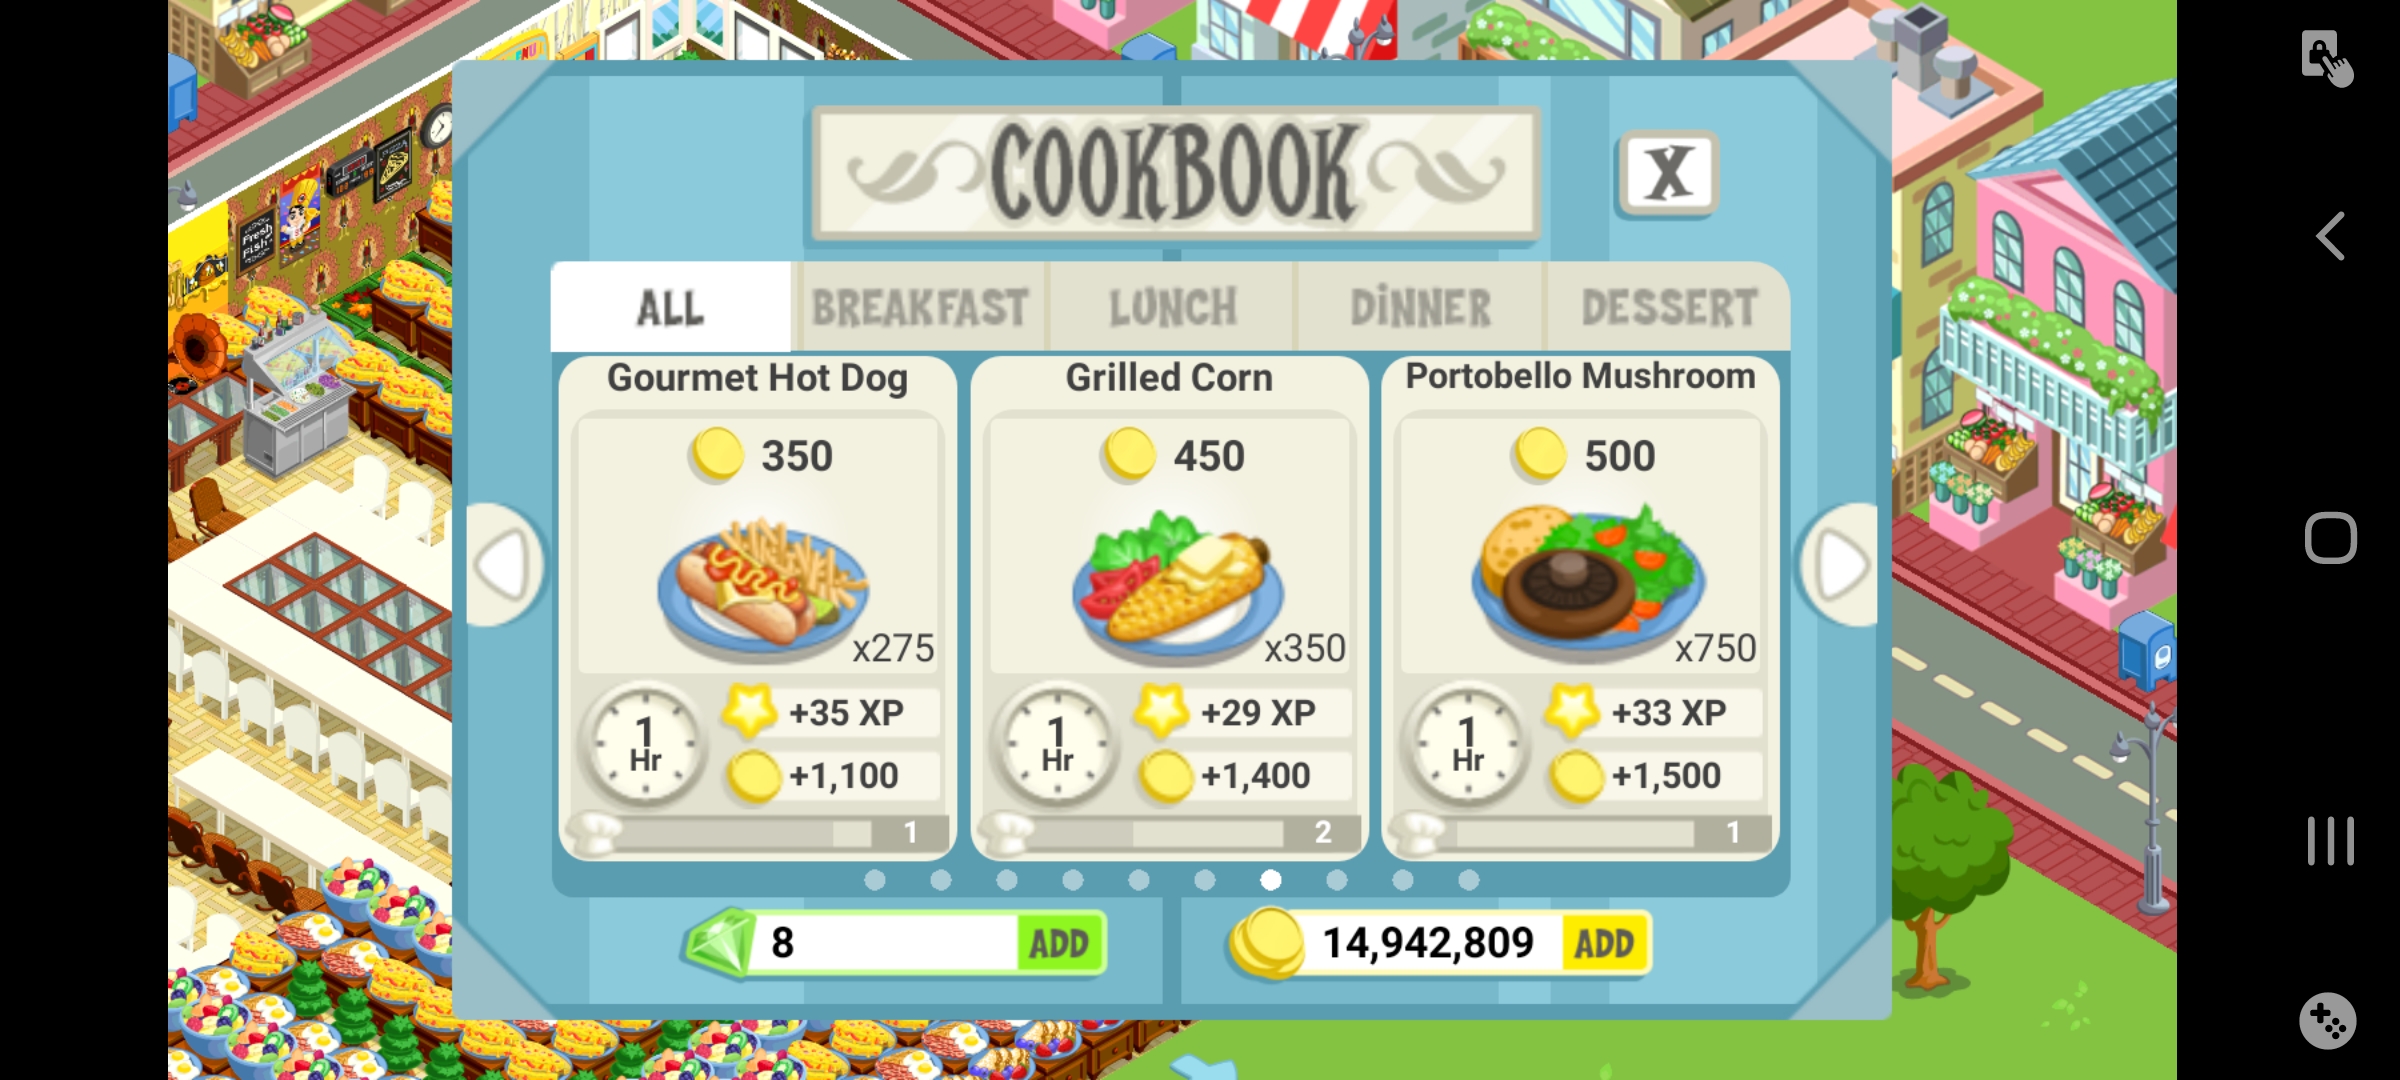 COOKBOOK
X
ALL
BREAKFAST
LUNCH
DINNER
DESSERT
Gourmet Hot Dog
350
x275
1
Hr
+35 XP
+1,100
1
Grilled Corn
450
x350
1
Hr
+29 XP
+1,400
2
Portobello Mushroom
500
x750
1
Hr
+33 XP
+1,500
1
8
ADD
14,942,809
ADD
Fresh
Fish